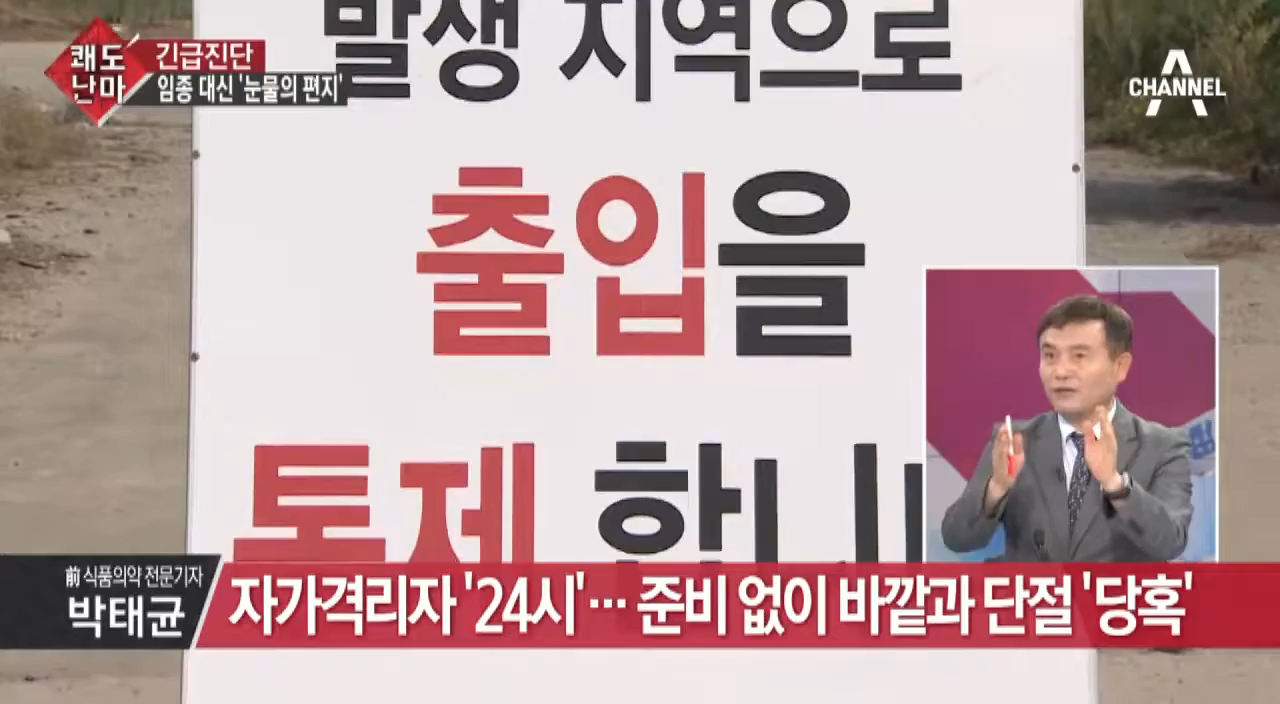 쾌도
난마
긴급진단
임종 대신 '눈물의 편지'
CHANNEL A
발생 지역으로
출입을
통제 합니
前 식품의약 전문기자
박태균
자가격리자 '24시'… 준비 없이 바깥과 단절 '당혹'